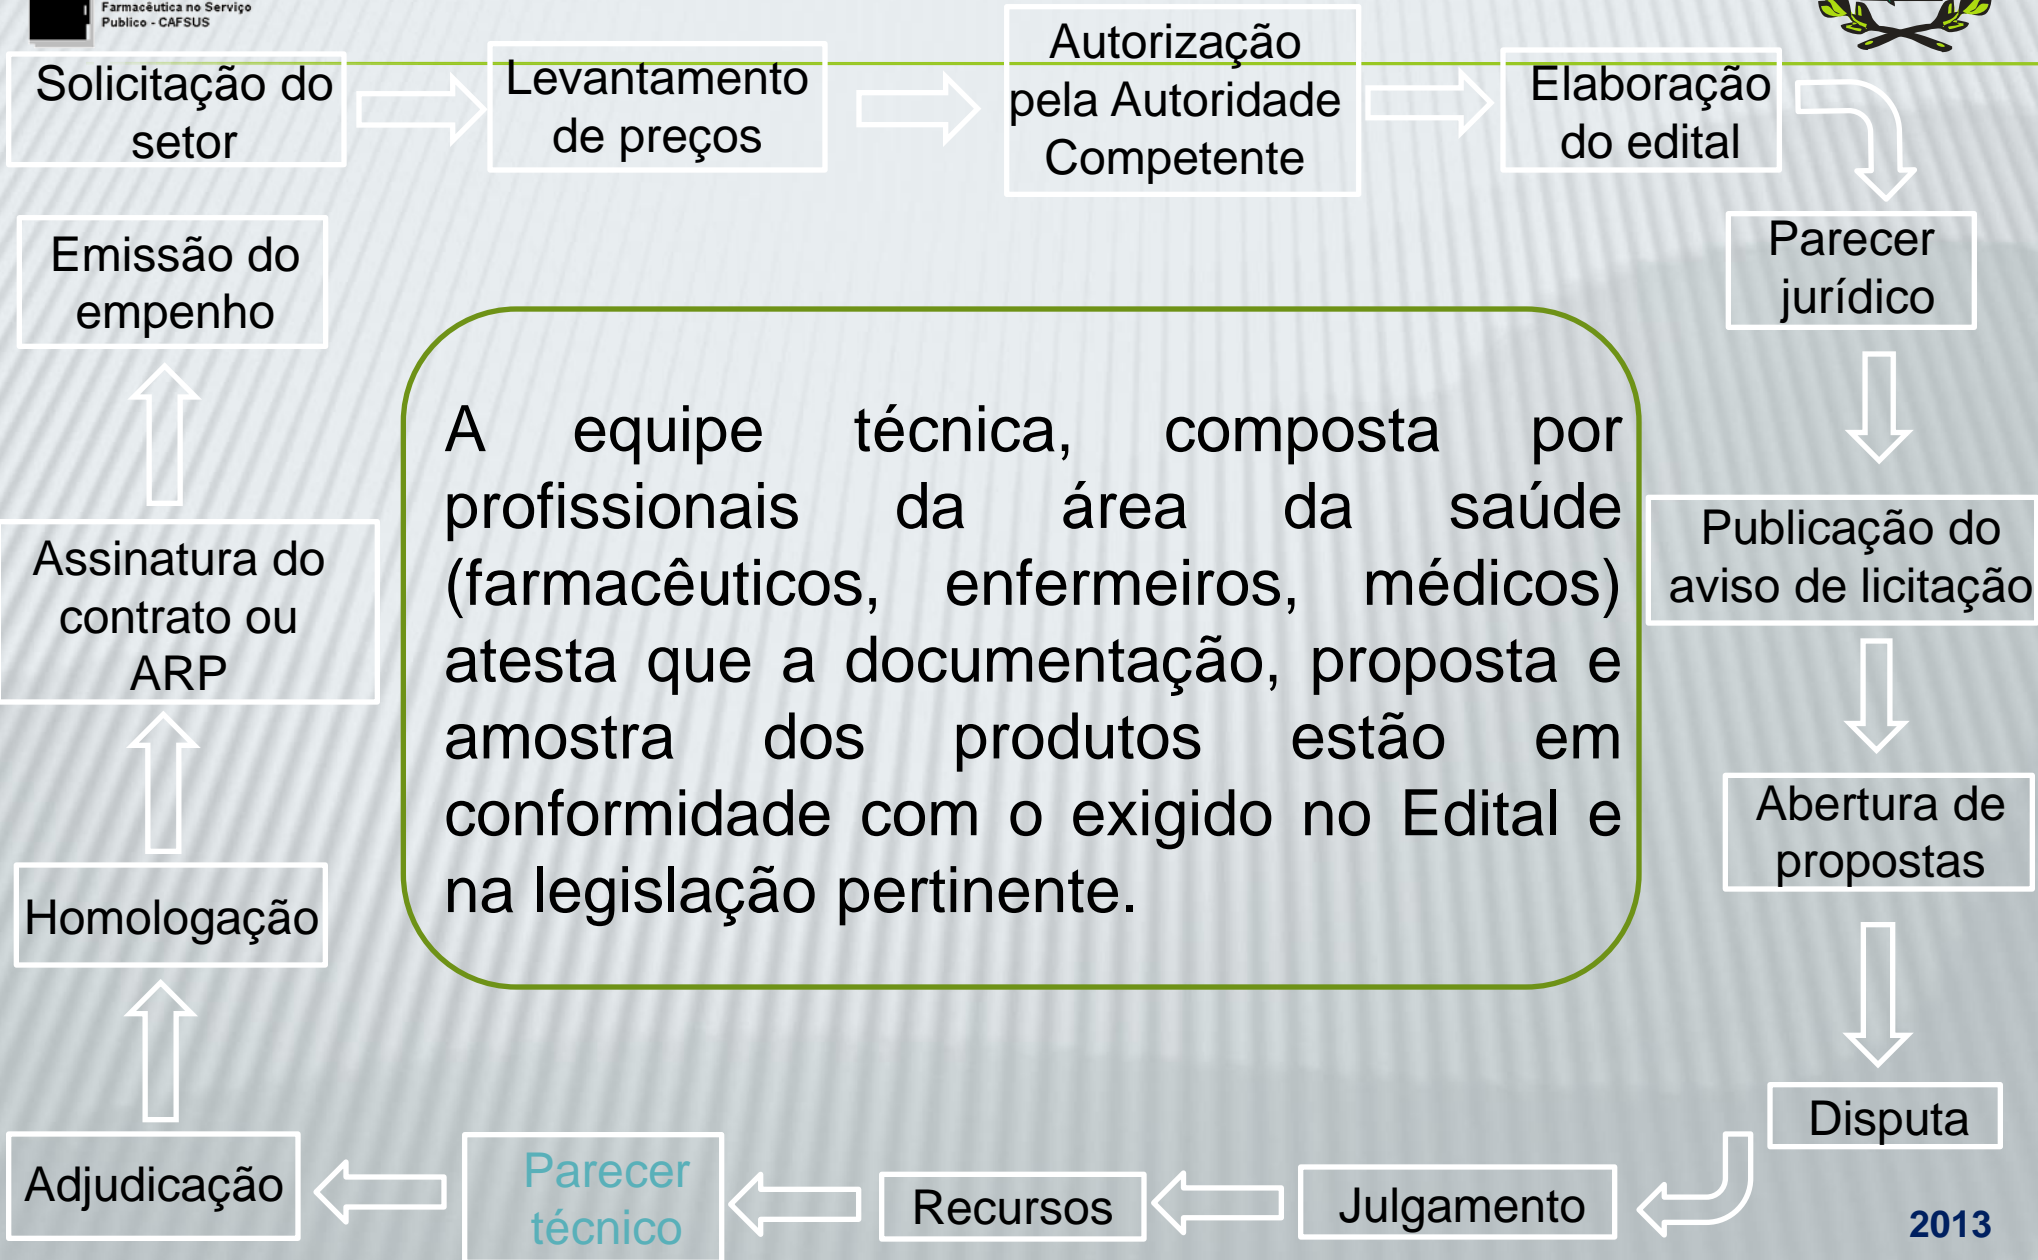 Farmacêutica no Serviço
Publico - CAFSUS
Solicitação do
setor
Levantamento
de preços
Autorização
pela Autoridade
Competente
Elaboração
do edital
Parecer
jurídico
Publicação do
aviso de licitação
Abertura de
propostas
Disputa
Julgamento
Recursos
Parecer
técnico
Adjudicação
Homologação
Assinatura do
contrato ou
ARP
Emissão do
empenho
A equipe técnica, composta por
profissionais da área da saúde
(farmacêuticos, enfermeiros, médicos)
atesta que a documentação, proposta e
amostra dos produtos estão em
conformidade com o exigido no Edital e
na legislação pertinente.
2013